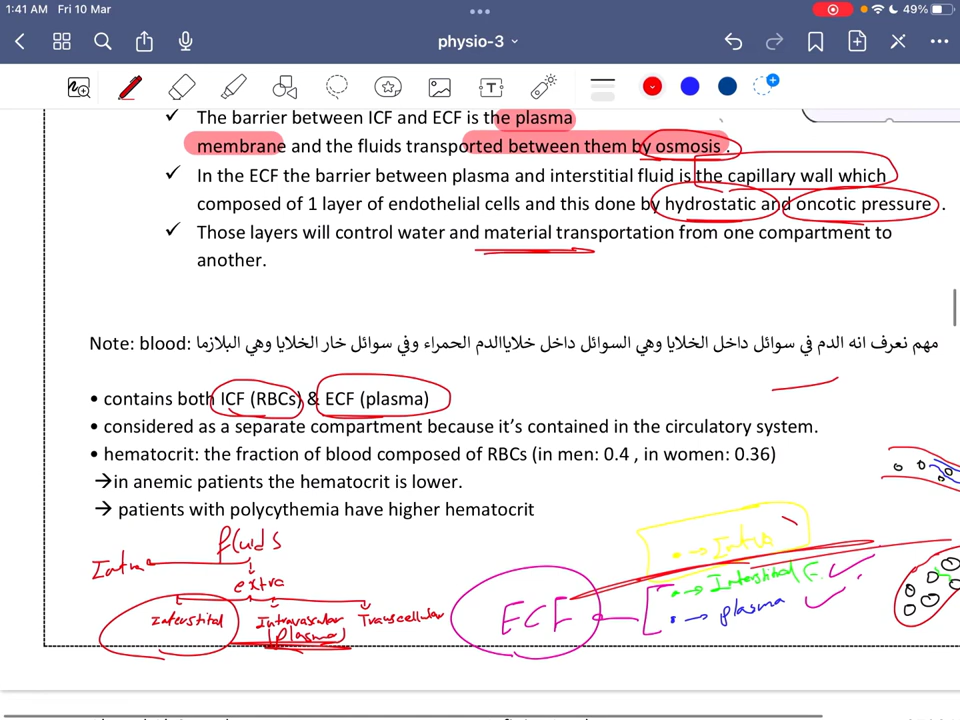 1:41 AM Fri 10 Mar
49%
physio-3
✓ The barrier between ICF and ECF is the plasma
membrane and the fluids transported between them by osmosis .
✓ In the ECF the barrier between plasma and interstitial fluid is the capillary wall which
composed of 1 layer of endothelial cells and this done by hydrostatic and oncotic pressure .
✓ Those layers will control water and material transportation from one compartment to
another.
Note: blood: مهم نعرف انه الدم في سوائل داخل الخلايا وهي السوائل داخل خلاياالدم الحمراء وفي سوائل خار الخلايا وهي البلازما
• contains both ICF (RBCs) & ECF (plasma)
• considered as a separate compartment because it’s contained in the circulatory system.
• hematocrit: the fraction of blood composed of RBCs (in men: 0.4 , in women: 0.36)
→in anemic patients the hematocrit is lower.
→ patients with polycythemia have higher hematocrit
fluids
Intra
extra
Interstital Intravascular Transcellular
(plasma)
ECF
• → Intra
• → Interstital F.
• → plasma